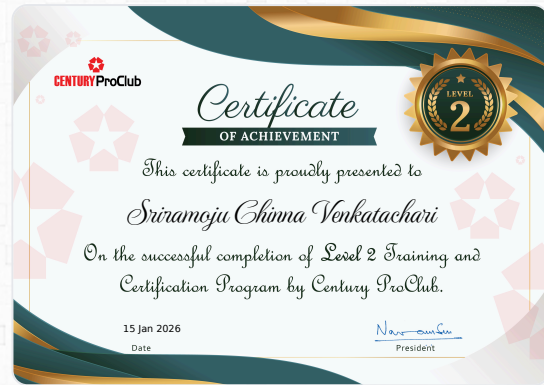 CENTURY ProClub
LEVEL
2
Certificate
OF ACHIEVEMENT
This certificate is proudly presented to
Sriramoju Chinna Venkatachari
On the successful completion of Level 2 Training and
Certification Program by Century ProClub.
15 Jan 2026
Date
President